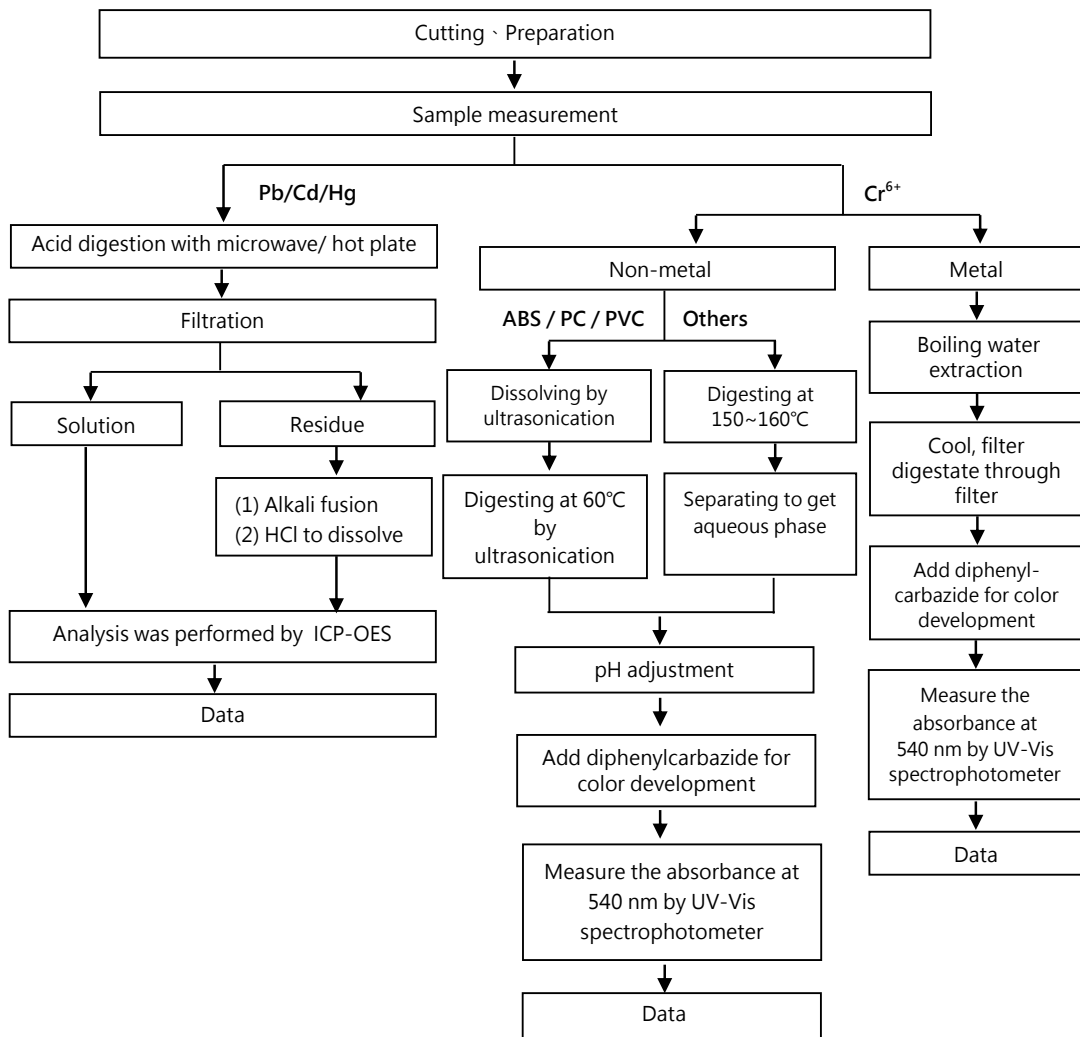 Cutting、Preparation
Sample measurement
Pb/Cd/Hg
Acid digestion with microwave/ hot plate
Filtration
Solution
Residue
(1) Alkali fusion
(2) HCl to dissolve
Analysis was performed by ICP-OES
Data
Cr⁶⁺
Non-metal
ABS / PC / PVC
Others
Dissolving by
ultrasonication
Digesting at 60℃
by
ultrasonication
Digesting at
150~160℃
Separating to get
aqueous phase
pH adjustment
Add diphenylcarbazide for
color development
Measure the absorbance at
540 nm by UV-Vis
spectrophotometer
Data
Metal
Boiling water
extraction
Cool, filter
digestate through
filter
Add diphenyl-
carbazide for color
development
Measure the
absorbance at
540 nm by UV-Vis
spectrophotometer
Data